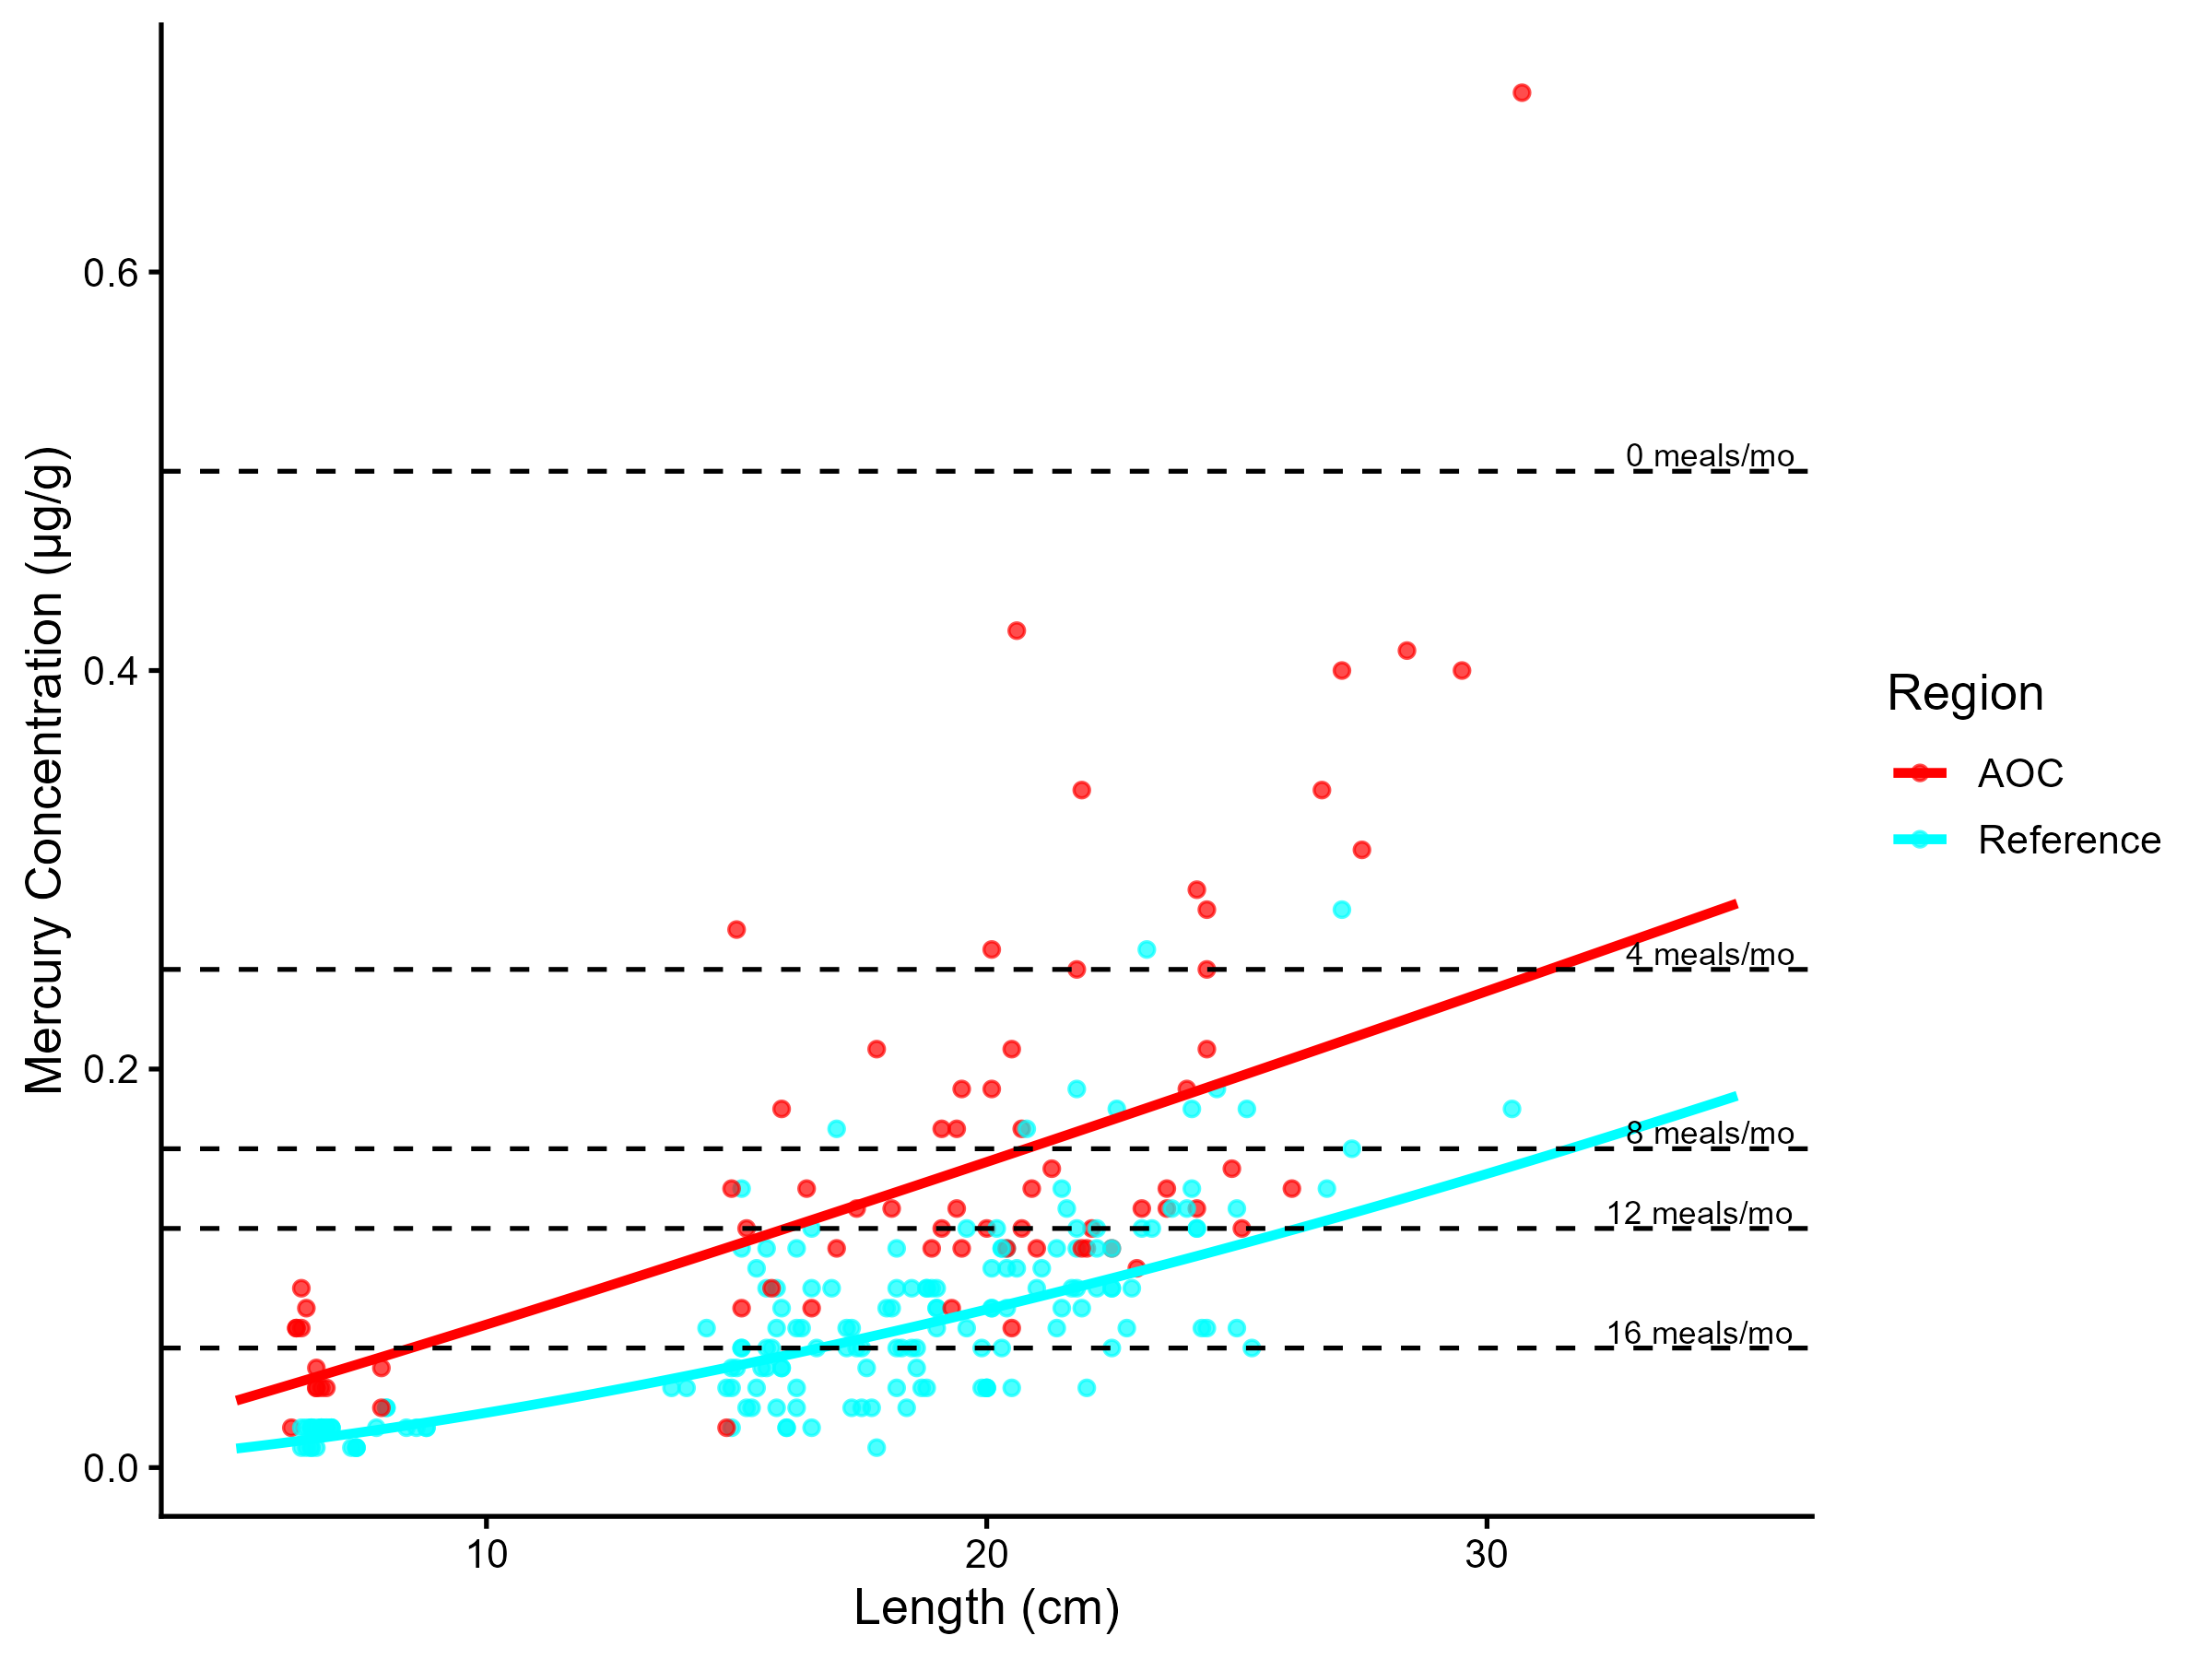 Mercury Concentration (µg/g)
0.6
0.4
0.2
0.0
0 meals/mo
4 meals/mo
8 meals/mo
12 meals/mo
16 meals/mo
10
20
30
Length (cm)
Region
AOC
Reference